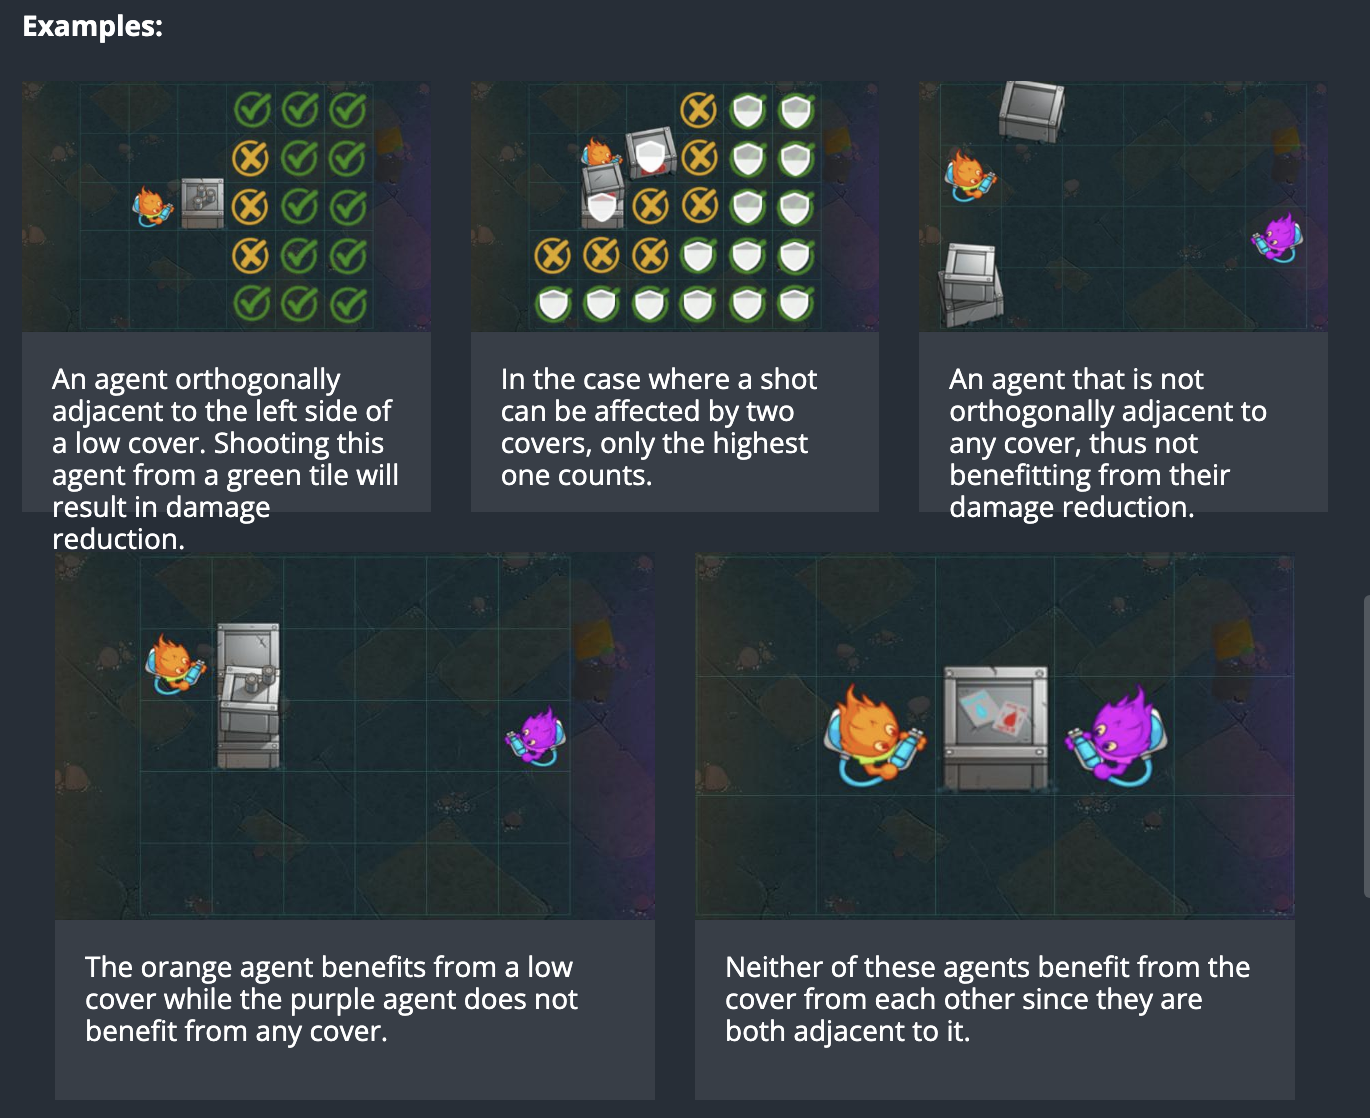 Examples:
An agent orthogonally
adjacent to the left side of
a low cover. Shooting this
agent from a green tile will
result in damage
reduction.
In the case where a shot
can be affected by two
covers, only the highest
one counts.
An agent that is not
orthogonally adjacent to
any cover, thus not
benefitting from their
damage reduction.
The orange agent benefits from a low
cover while the purple agent does not
benefit from any cover.
Neither of these agents benefit from the
cover from each other since they are
both adjacent to it.